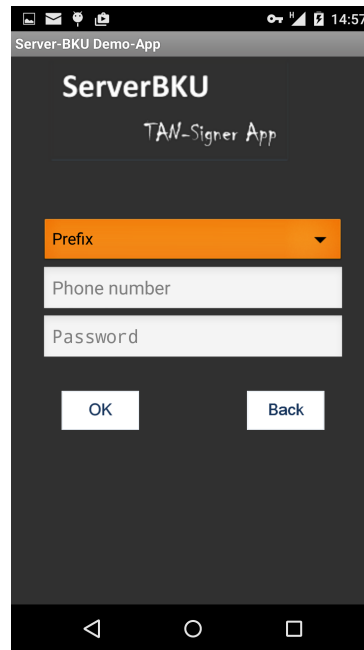 H 14:57
Server-BKU Demo-App
ServerBKU
TAN-Signer App
Prefix
Phone number
Password
OK Back